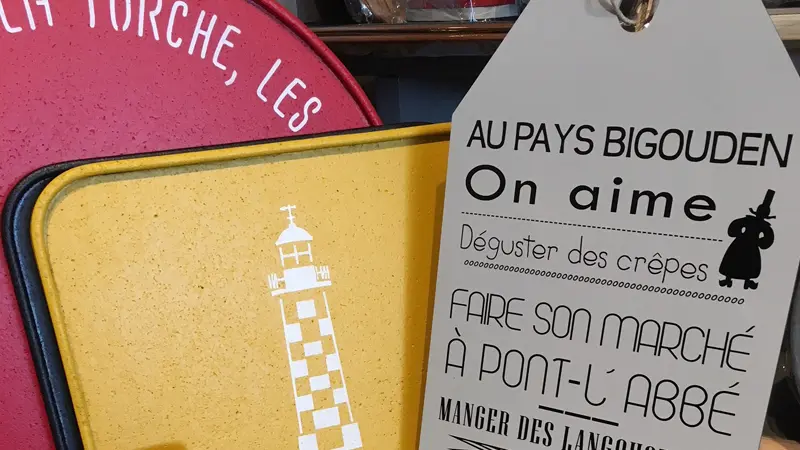 LA TORCHE, LES
AU PAYS BIGOUDEN
On aime
Déguster des crêpes
FAIRE SON MARCHÉ
À PONT-L'ABBÉ
MANGER DES